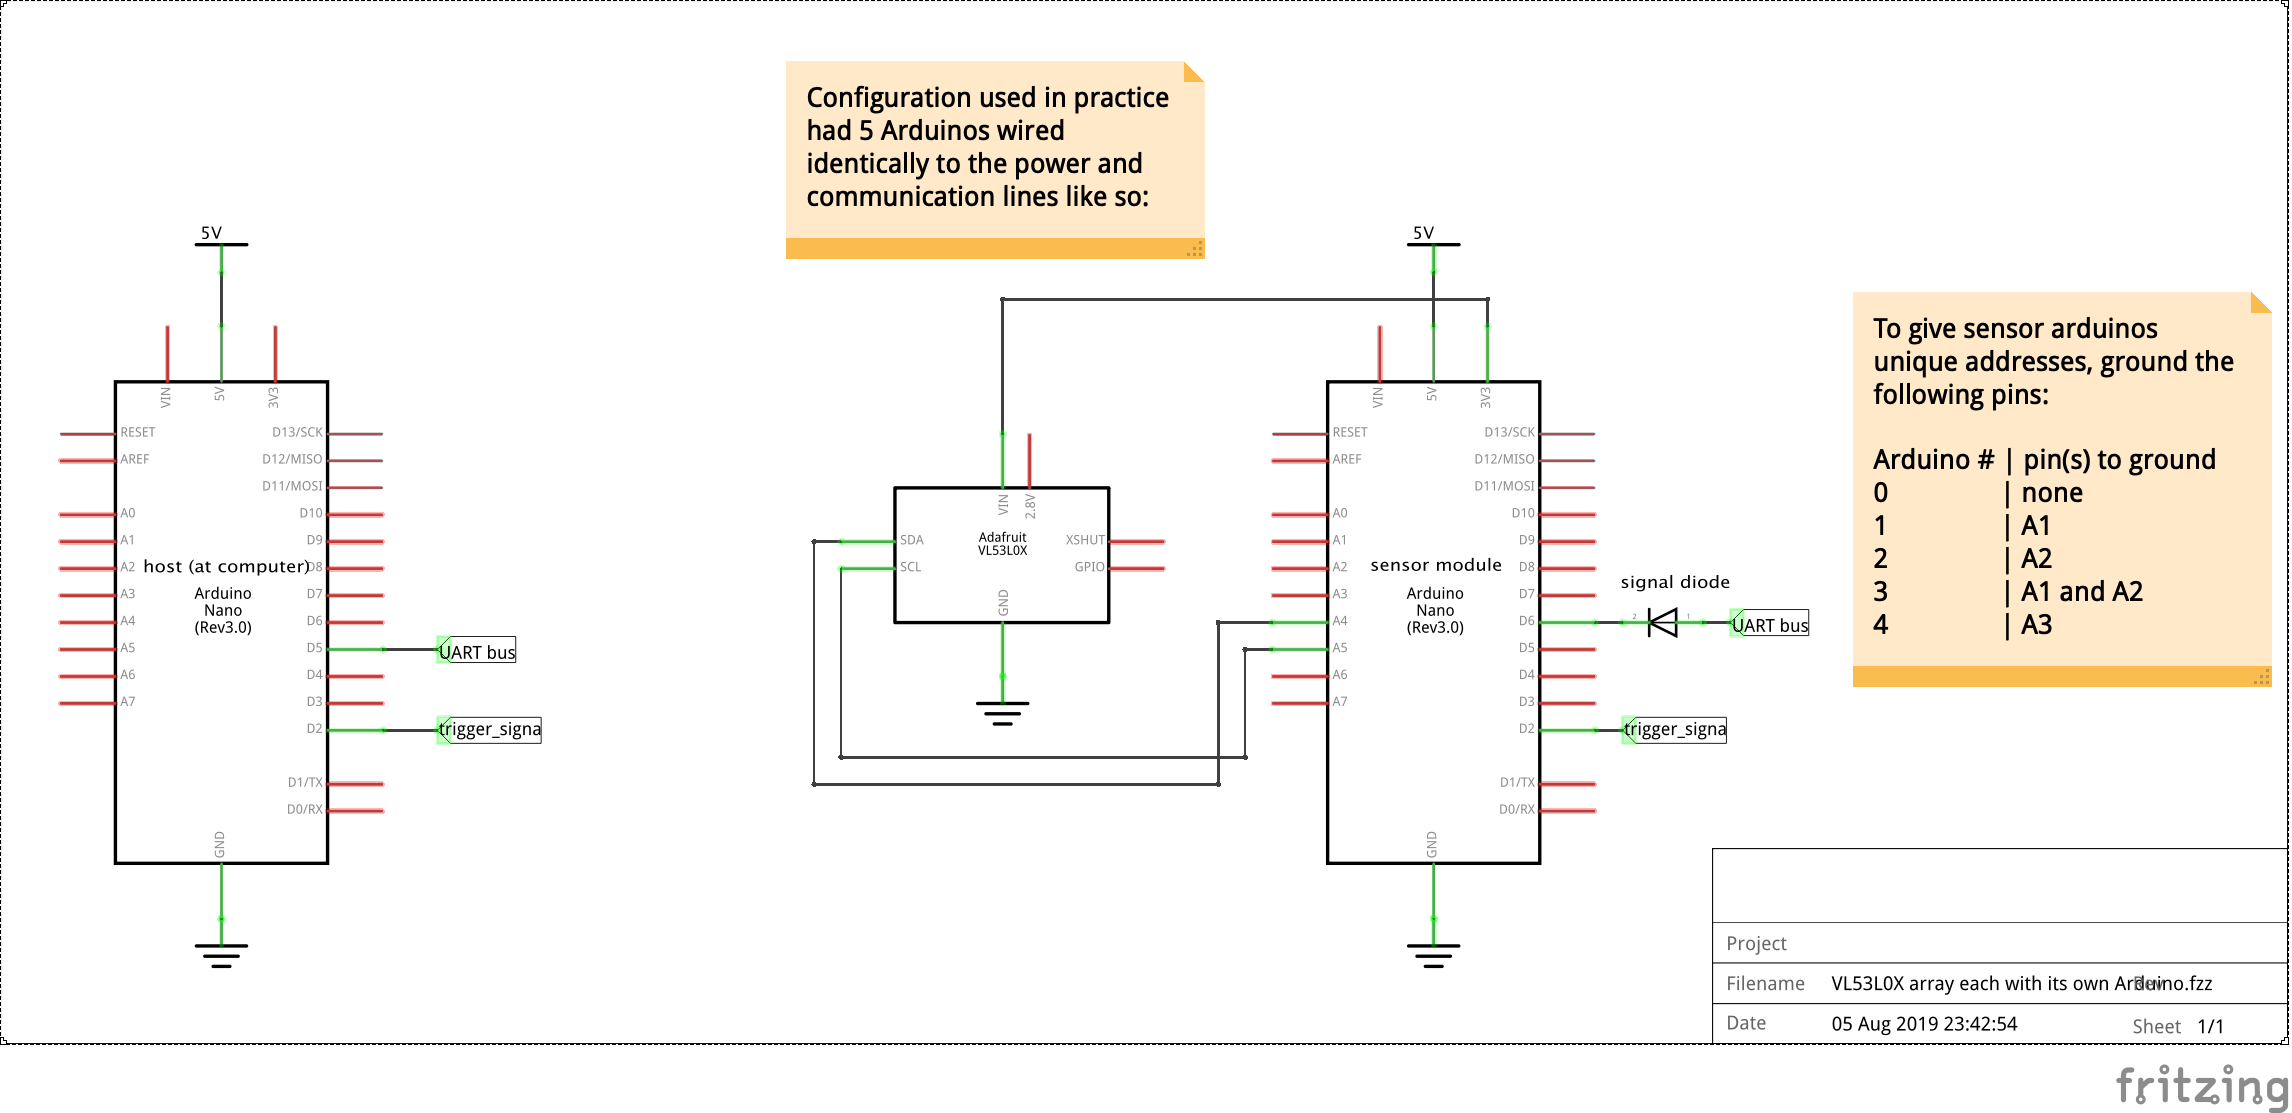 Configuration used in practice
had 5 Arduinos wired
identically to the power and
communication lines like so:
5V
VIN
5V
3V3
RESET
AREF
A0
A1
A2
A3
A4
A5
A6
A7
host (at computer)
Arduino
Nano
(Rev3.0)
D13/SCK
D12/MISO
D11/MOSI
D10
D9
D8
D7
D6
D5
D4
D3
D2
D1/TX
D0/RX
GND
UART bus
trigger_signa
VIN
2.8V
SDA
SCL
Adafruit
VL53L0X
XSHUT
GPIO
GND
5V
VIN
5V
3V3
RESET
AREF
A0
A1
A2
A3
A4
A5
A6
A7
sensor module
Arduino
Nano
(Rev3.0)
D13/SCK
D12/MISO
D11/MOSI
D10
D9
D8
D7
D6
D5
D4
D3
D2
D1/TX
D0/RX
GND
signal diode
2
1
UART bus
trigger_signa
To give sensor arduinos
unique addresses, ground the
following pins:
Arduino # | pin(s) to ground
0 | none
1 | A1
2 | A2
3 | A1 and A2
4 | A3
Project
Filename VL53L0X array each with its own Arduino.fzz Rev
Date 05 Aug 2019 23:42:54 Sheet 1/1
fritzing